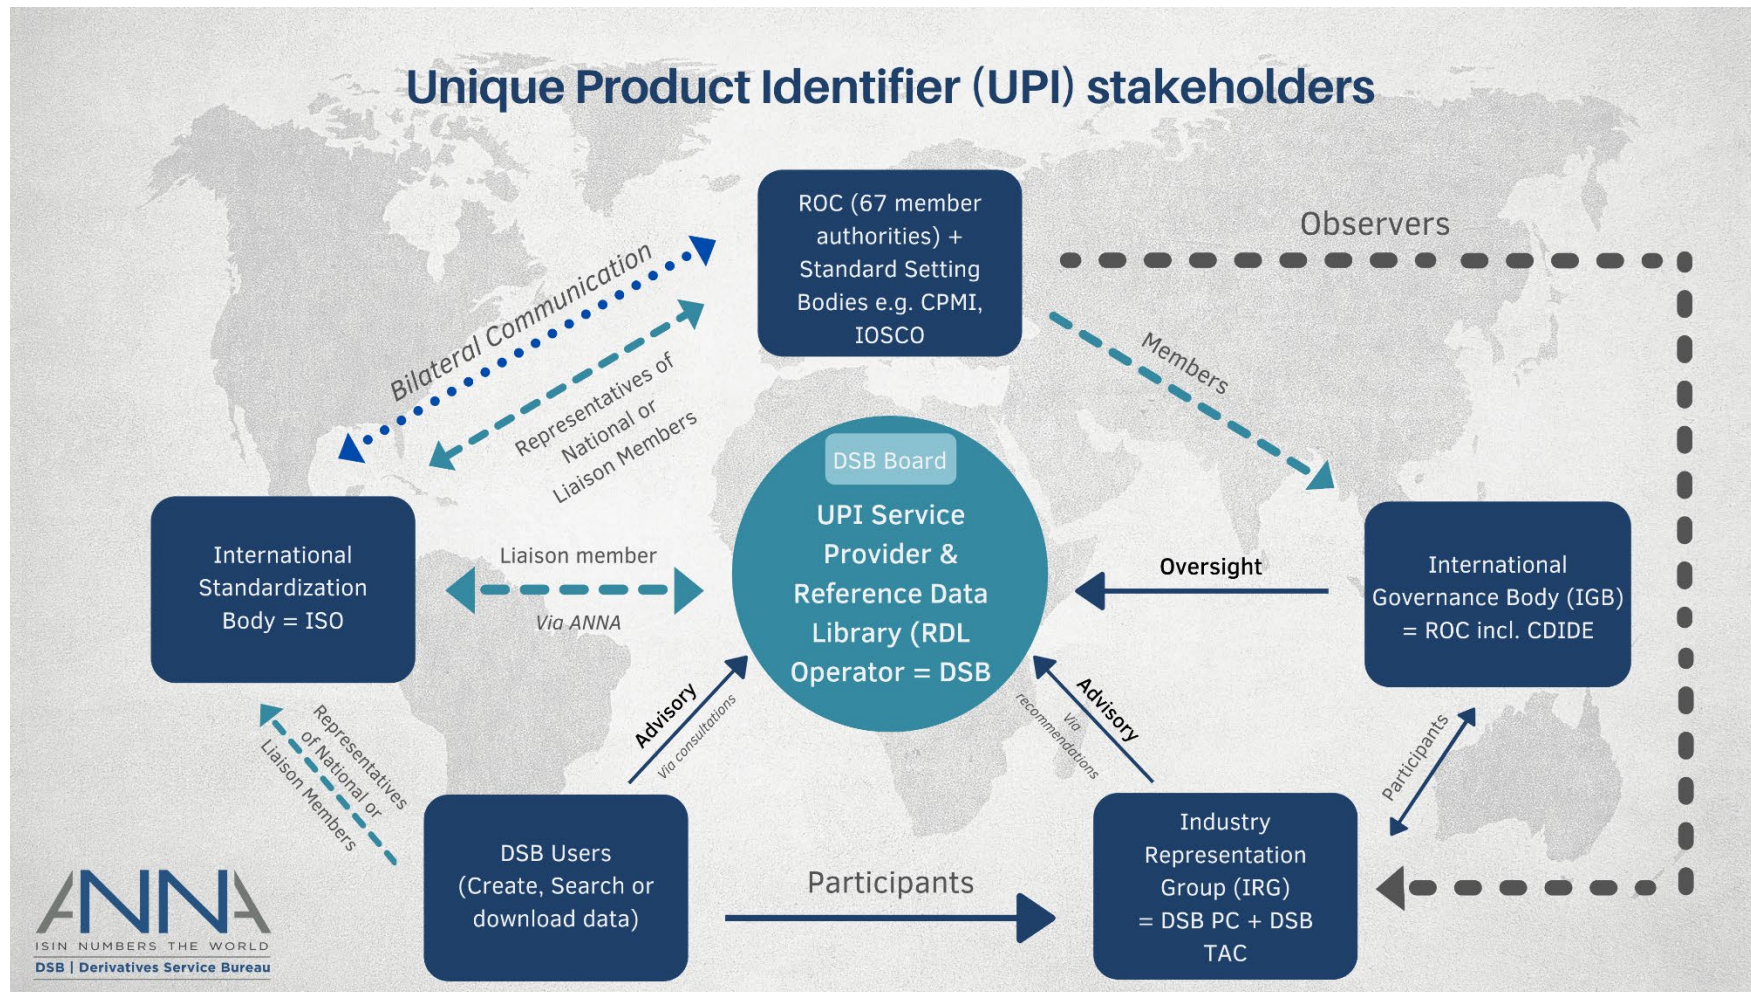 Unique Product Identifier (UPI) stakeholders
ROC (67 member
authorities) +
Standard Setting
Bodies e.g. CPMI,
IOSCO
Observers
Bilateral Communication
Representatives of
National or
Liaison Members
Members
DSB Board
UPI Service
Provider &
Reference Data
Library (RDL
Operator = DSB
International
Standardization
Body = ISO
Liaison member
Via ANNA
Oversight
International
Governance Body (IGB)
= ROC incl. CDIDE
Representatives
of National or
Liaison Members
Advisory
Via consultations
Advisory
Via
recommendations
Participants
DSB Users
(Create, Search or
download data)
Participants
Industry
Representation
Group (IRG)
= DSB PC + DSB
TAC
ANNA
ISIN NUMBERS THE WORLD
DSB | Derivatives Service Bureau